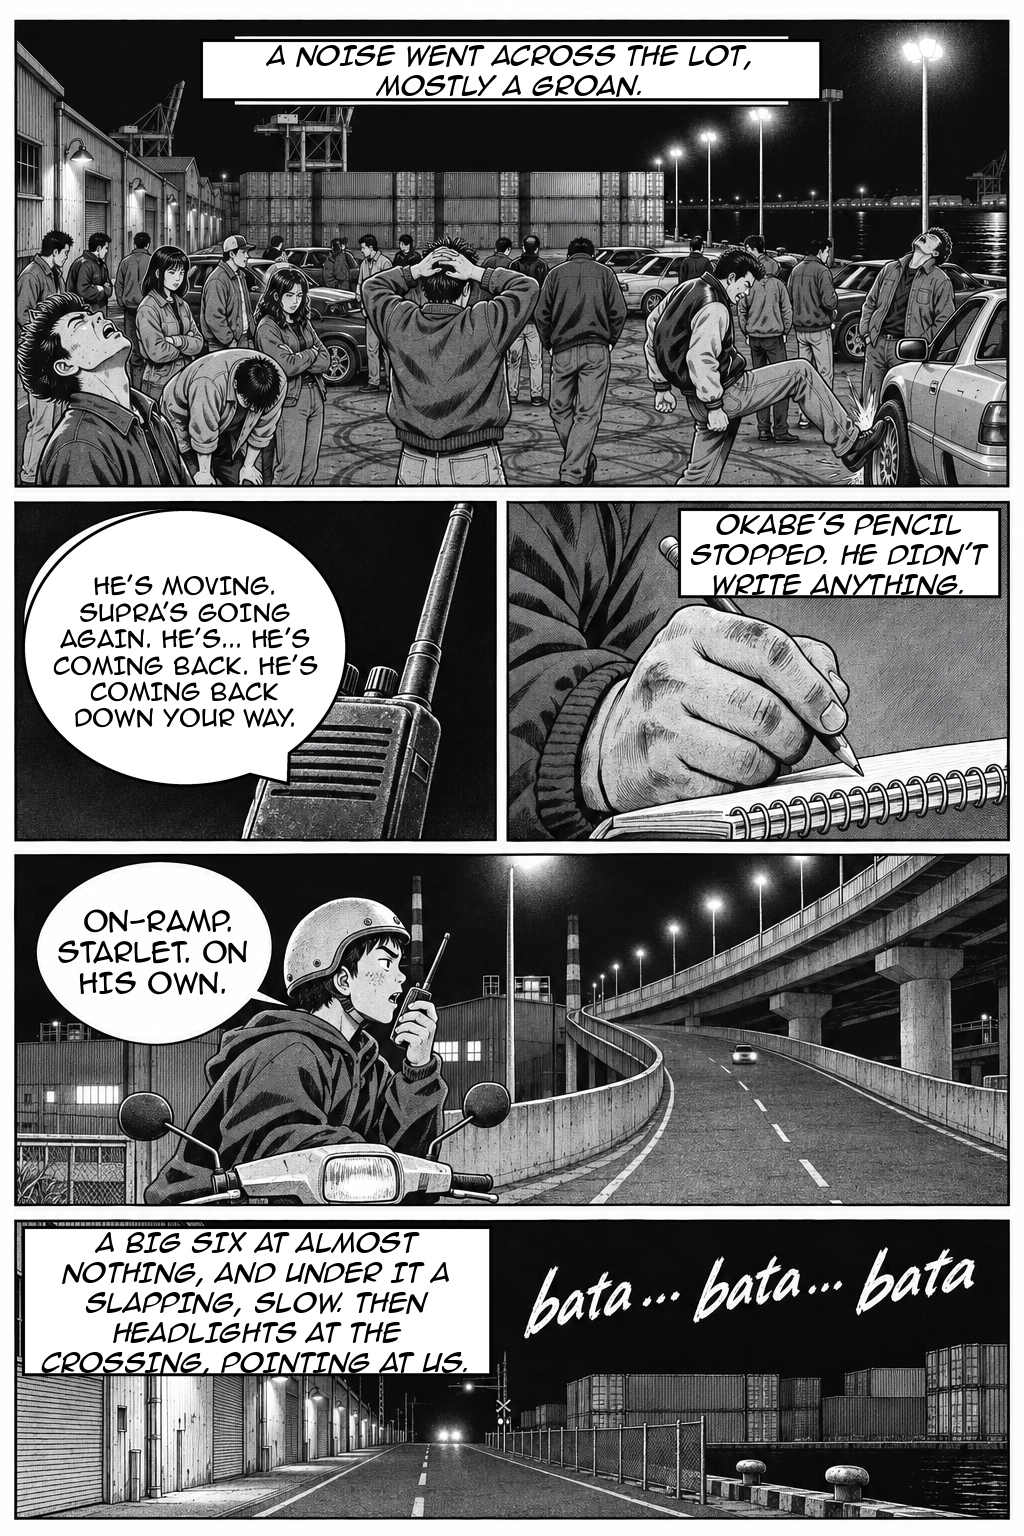 A NOISE WENT ACROSS THE LOT,
MOSTLY A GROAN.
HE'S MOVING.
SUPRA'S GOING
AGAIN. HE'S... HE'S
COMING BACK. HE'S
COMING BACK
DOWN YOUR WAY.
OKABE'S PENCIL
STOPPED. HE DIDN'T
WRITE ANYTHING.
ON-RAMP.
STARLET. ON
HIS OWN.
A BIG SIX AT ALMOST
NOTHING, AND UNDER IT A
SLAPPING, SLOW. THEN
HEADLIGHTS AT THE
CROSSING, POINTING AT US.
bata... bata... bata